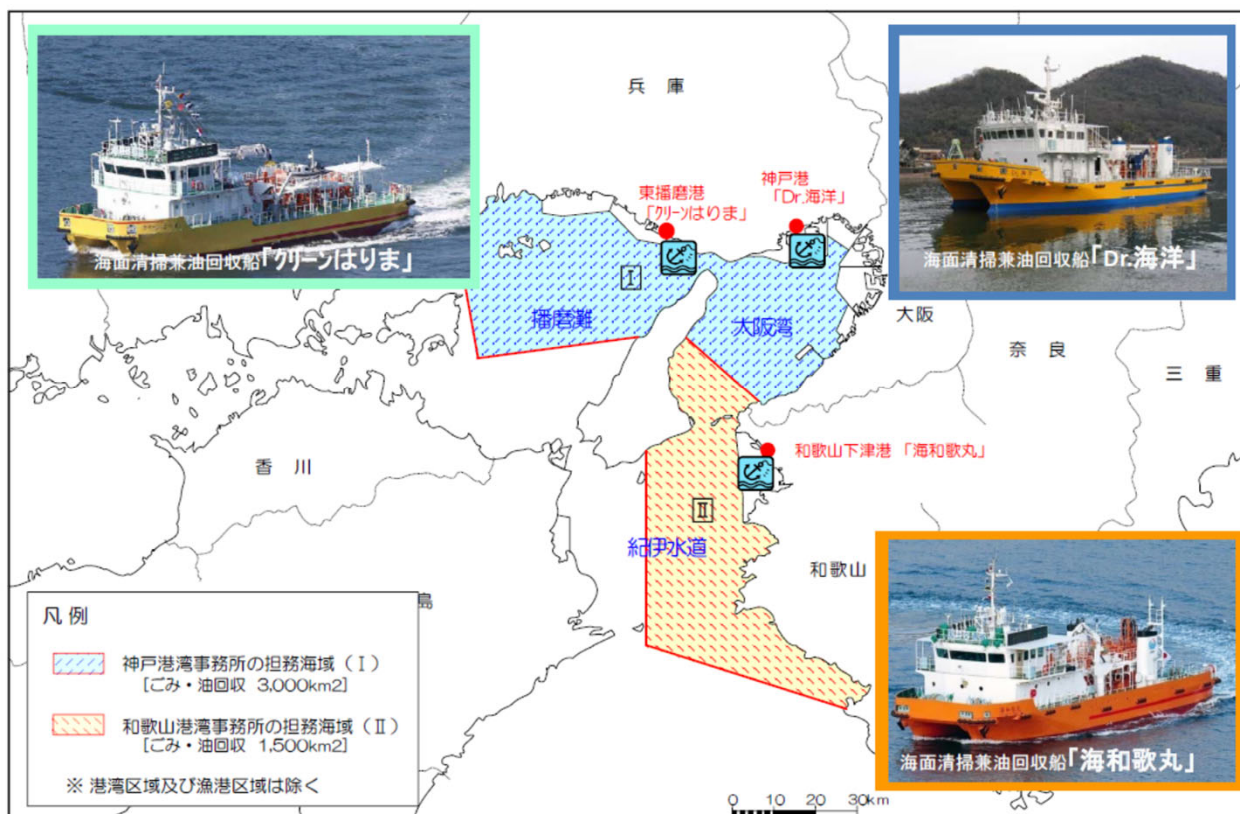 兵 庫
海面清掃兼油回収船「クリーンはりま」
東播磨港
「クリーンはりま」
神戸港
「Dr.海洋」
海面清掃兼油回収船「Dr.海洋」
Ⅰ
播磨灘
大阪湾
大阪
奈 良
三 重
和歌山下津港 「海和歌丸」
香 川
Ⅱ
紀伊水道
和歌山
島
凡 例
神戸港湾事務所の担務海域(Ⅰ)
[ごみ・油回収 3,000km2]
和歌山港湾事務所の担務海域(Ⅱ)
[ごみ・油回収 1,500km2]
※ 港湾区域及び漁港区域は除く
海面清掃兼油回収船「海和歌丸」
0 10 20 30km